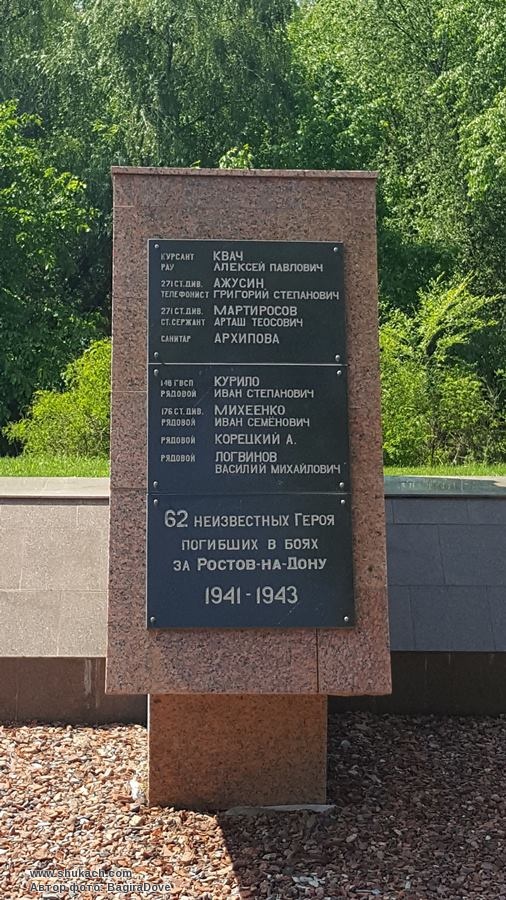 КУРСАНТ КВАЧ
РАУ АЛЕКСЕЙ ПАВЛОВИЧ
271 СТ. ДИВ. АЖУСИН
ТЕЛЕФОНИСТ ГРИГОРИЙ СТЕПАНОВИЧ
271 СТ. ДИВ. МАРТИРОСОВ
СТ. СЕРЖАНТ АРТАШ ТЕОСОВИЧ
САНИТАР АРХИПОВА
146 ГВСП КУРИЛО
РЯДОВОЙ ИВАН СТЕПАНОВИЧ
176 СТ. ДИВ. МИХЕЕНКО
РЯДОВОЙ ИВАН СЕМЁНОВИЧ
РЯДОВОЙ КОРЕЦКИЙ А.
РЯДОВОЙ ЛОГВИНОВ
ВАСИЛИЙ МИХАЙЛОВИЧ
62 НЕИЗВЕСТНЫХ ГЕРОЯ
ПОГИБШИХ В БОЯХ
ЗА РОСТОВ-НА-ДОНУ
1941 - 1943
www.shukach.com
Автор фото: BagiraDove